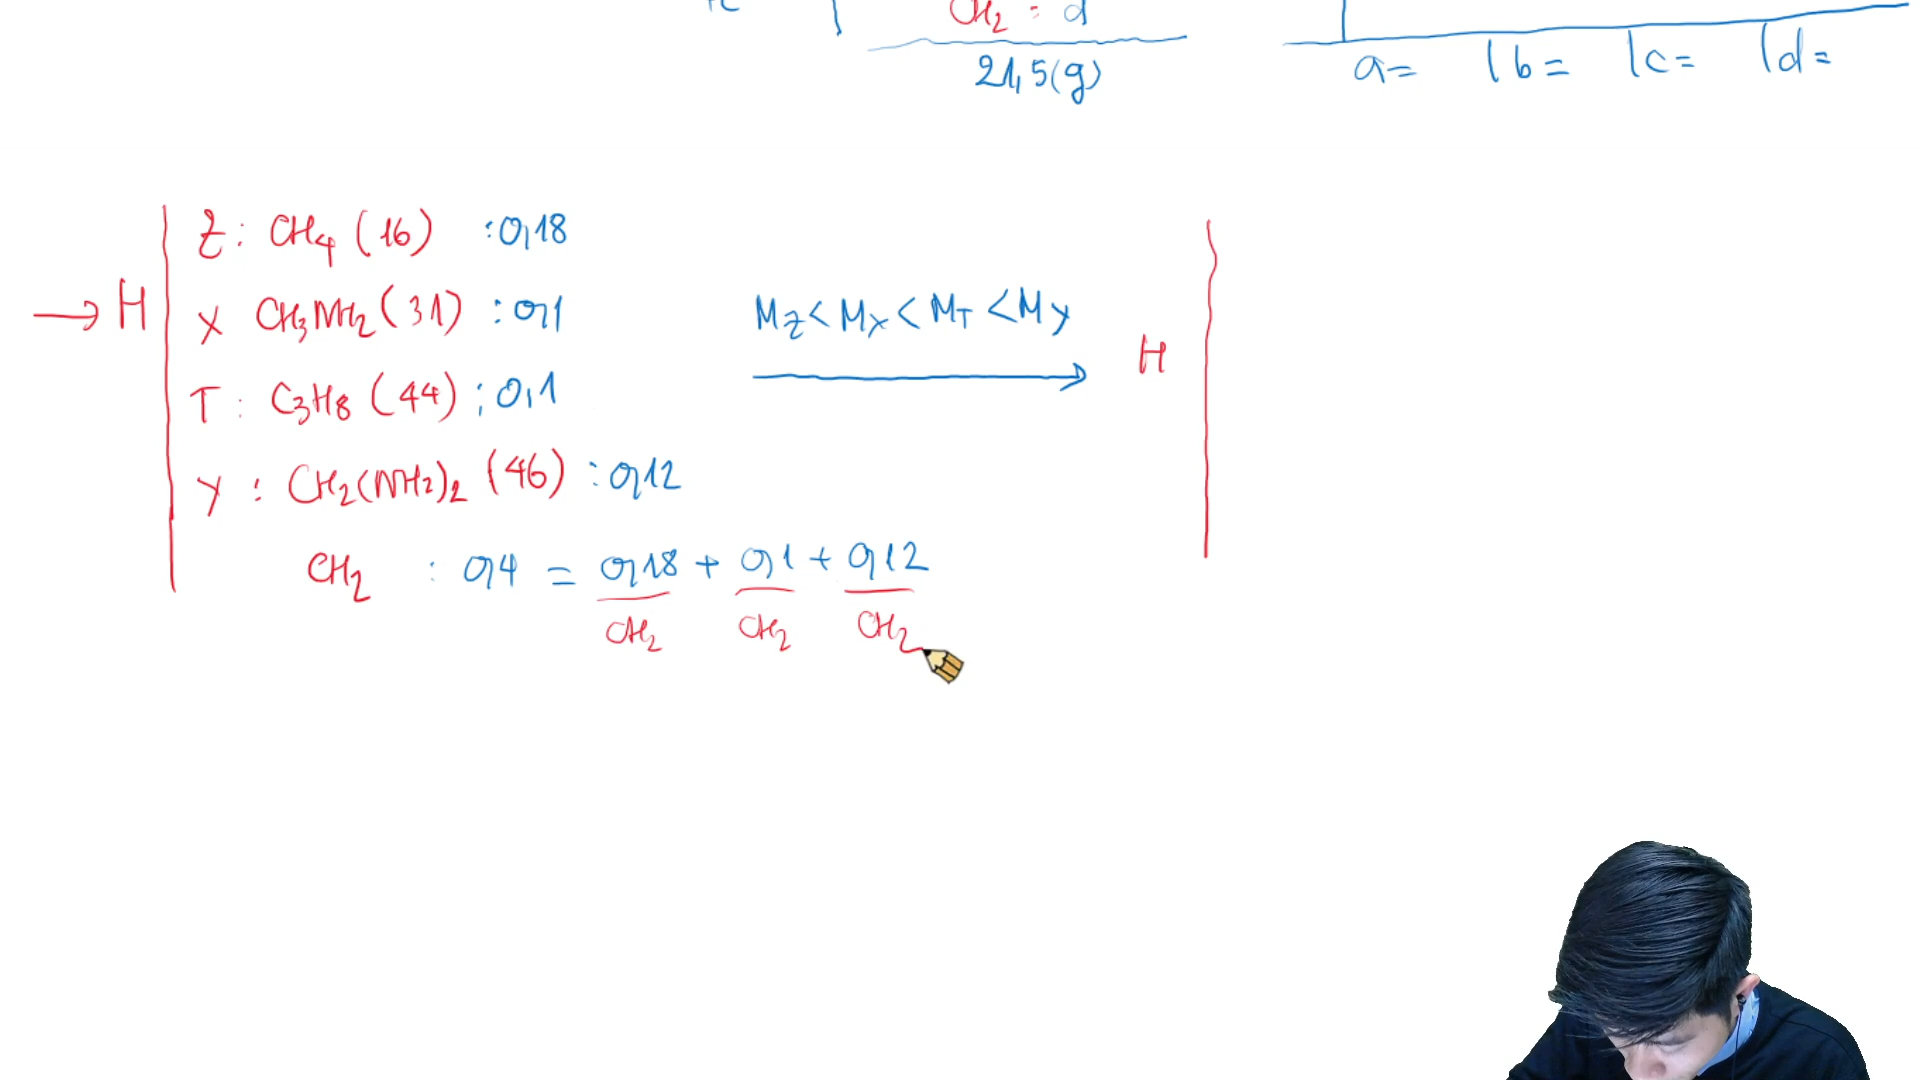 CH2 : d
21,5(g)
a= | b= | c= | d=
Z: CH4 (16) :0,18
→ H
X CH3NH2 (31) :0,1
T : C3H8 (44) : 0,1
Y : CH2(NH2)2 (46) : 0,12
CH2 : 0,4 = 0,18 + 0,1 + 0,12
CH2 CH2 CH2
MZ < MX < MT < MY
H